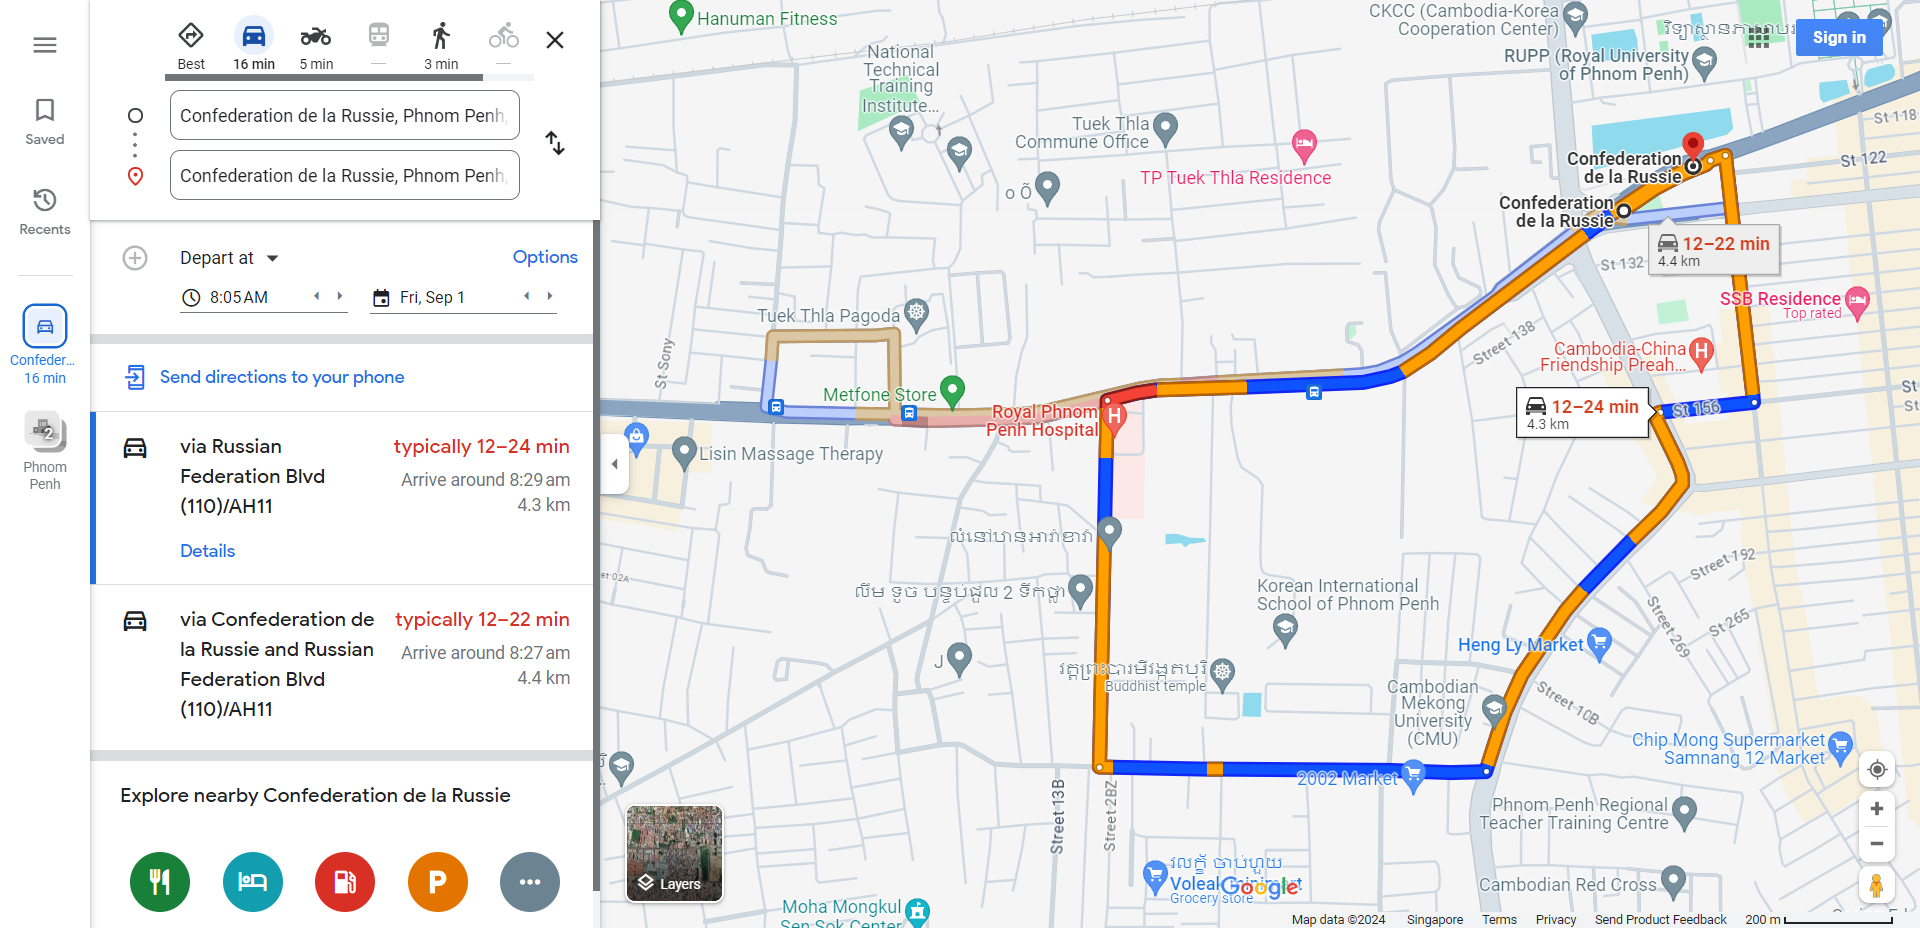 Best
16 min
5 min
3 min
Saved
Recents
Confeder...
16 min
2
Phnom
Penh
Confederation de la Russie, Phnom Penh,
Confederation de la Russie, Phnom Penh,
Depart at
Options
8:05 AM
Fri, Sep 1
Send directions to your phone
via Russian
Federation Blvd
(110)/AH11
typically 12–24 min
Arrive around 8:29 am
4.3 km
Details
via Confederation de
la Russie and Russian
Federation Blvd
(110)/AH11
typically 12–22 min
Arrive around 8:27 am
4.4 km
Explore nearby Confederation de la Russie
P
Hanuman Fitness
National
Technical
Training
Institute...
CKCC (Cambodia-Korea
Cooperation Center)
RUPP (Royal University
of Phnom Penh)
Sign in
St 118
St 122
Tuek Thla
Commune Office
TP Tuek Thla Residence
Confederation
de la Russie
Confederation
de la Russie
12–22 min
4.4 km
St 132
SSB Residence
Top rated
Tuek Thla Pagoda
St Sony
Street 138
Cambodia-China
Friendship Preah...
Metfone Store
Royal Phnom
Penh Hospital
12–24 min
4.3 km
St 156
Lisin Massage Therapy
លំនៅឋានអារ៉ាខាវ៉ា
Street 192
Korean International
School of Phnom Penh
Street 269
St 265
Heng Ly Market
J
Buddhist temple
Cambodian
Mekong
University
(CMU)
Street 10B
Chip Mong Supermarket
Samnang 12 Market
2002 Market
Street 13B
Street 2BZ
Phnom Penh Regional
Teacher Training Centre
Layers
Voleak Minimart
Google
Grocery store
Cambodian Red Cross
Moha Mongkul
Sen Sok Center
Map data ©2024
Singapore
Terms
Privacy
Send Product Feedback
200 m